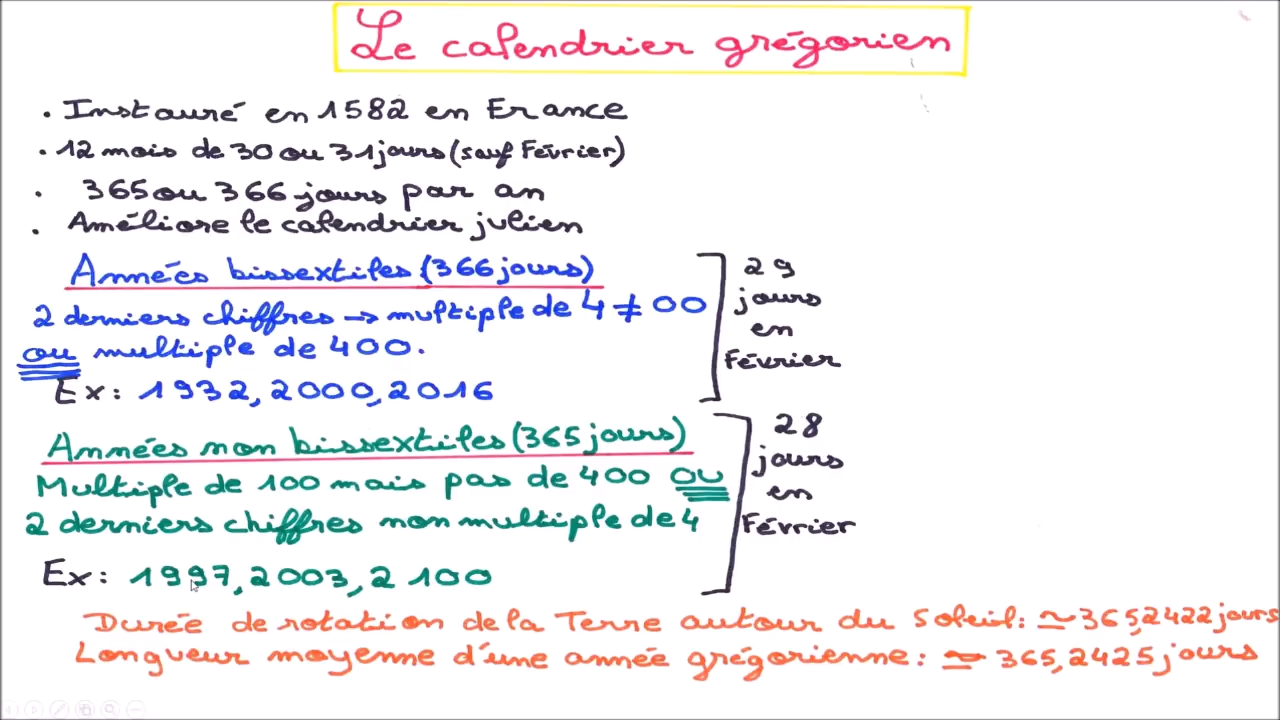 Le calendrier grégorien
. Instauré en 1582 en France
. 12 mois de 30 ou 31 jours (sauf Février)
. 365 ou 366 jours par an
. Améliore le calendrier julien
Années bissextiles (366 jours)
2 derniers chiffres → multiple de 4 ≠ 00
ou multiple de 400.
Ex : 1932, 2000, 2016
29
jours
en
Février
Années non bissextiles (365 jours)
Multiple de 100 mais pas de 400 ou
2 derniers chiffres non multiple de 4
Ex : 1997, 2003, 2100
28
jours
en
Février
Durée de rotation de la Terre autour du Soleil : ≃ 365,2422 jours
Longueur moyenne d'une année grégorienne : ≃ 365,2425 jours